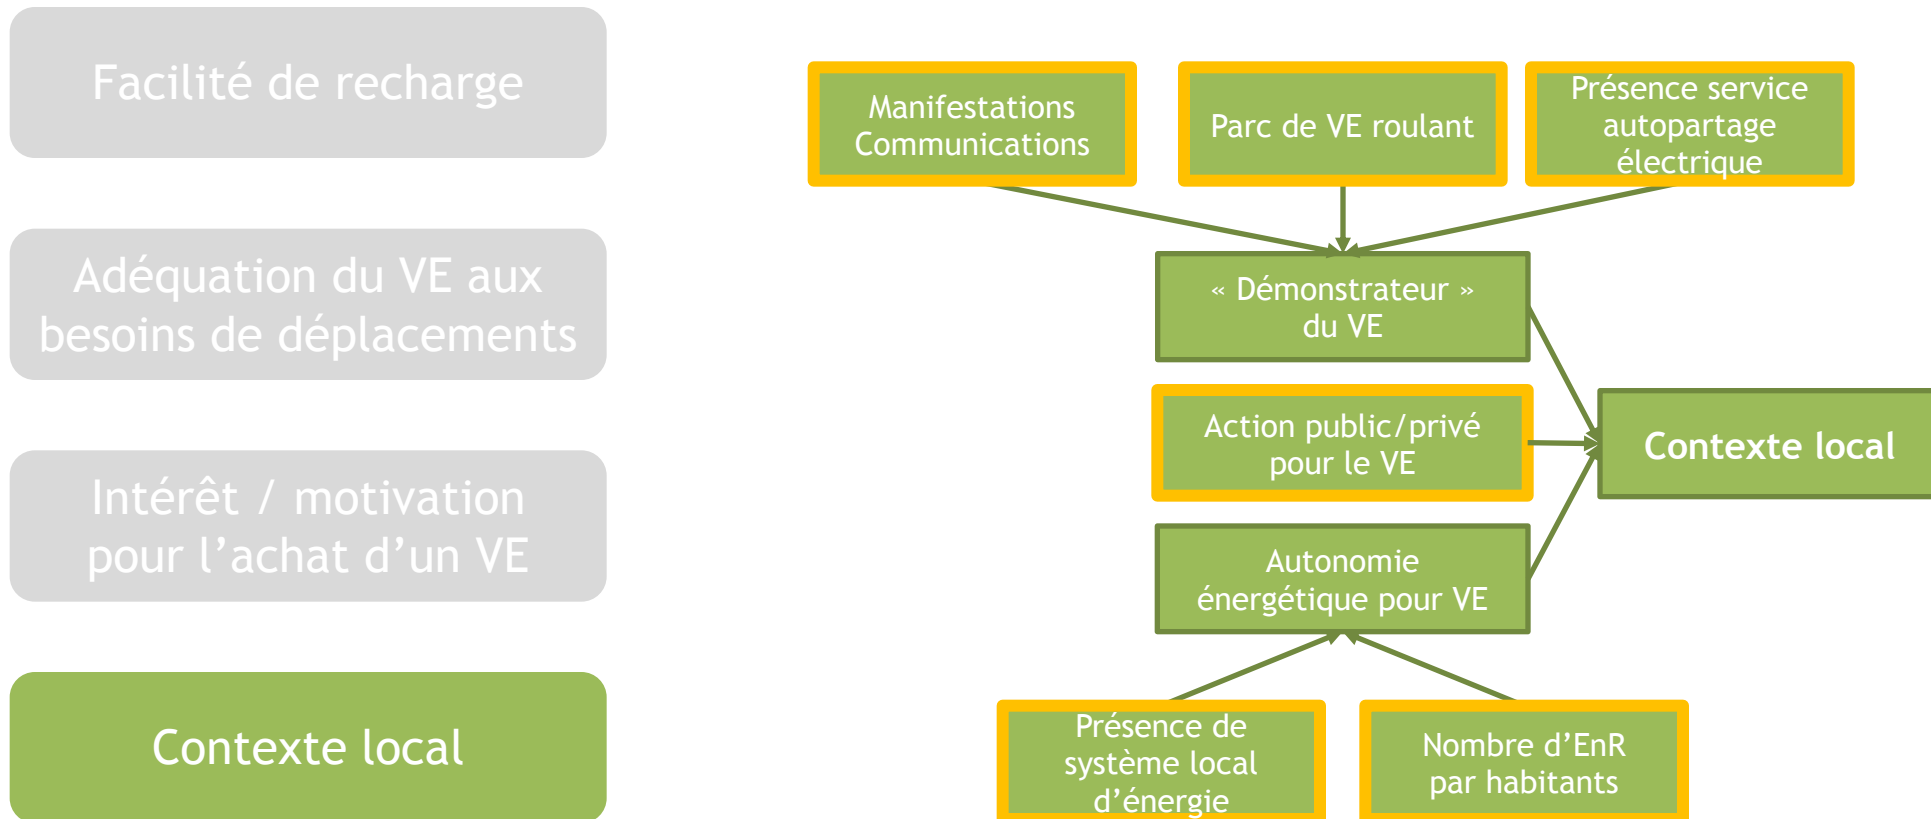 Facilité de recharge
Adéquation du VE aux
besoins de déplacements
Intérêt / motivation
pour l’achat d’un VE
Contexte local
Manifestations
Communications
Parc de VE roulant
Présence service
autopartage
électrique
« Démonstrateur »
du VE
Action public/privé
pour le VE
Contexte local
Autonomie
énergétique pour VE
Présence de
système local
d’énergie
Nombre d’EnR
par habitants